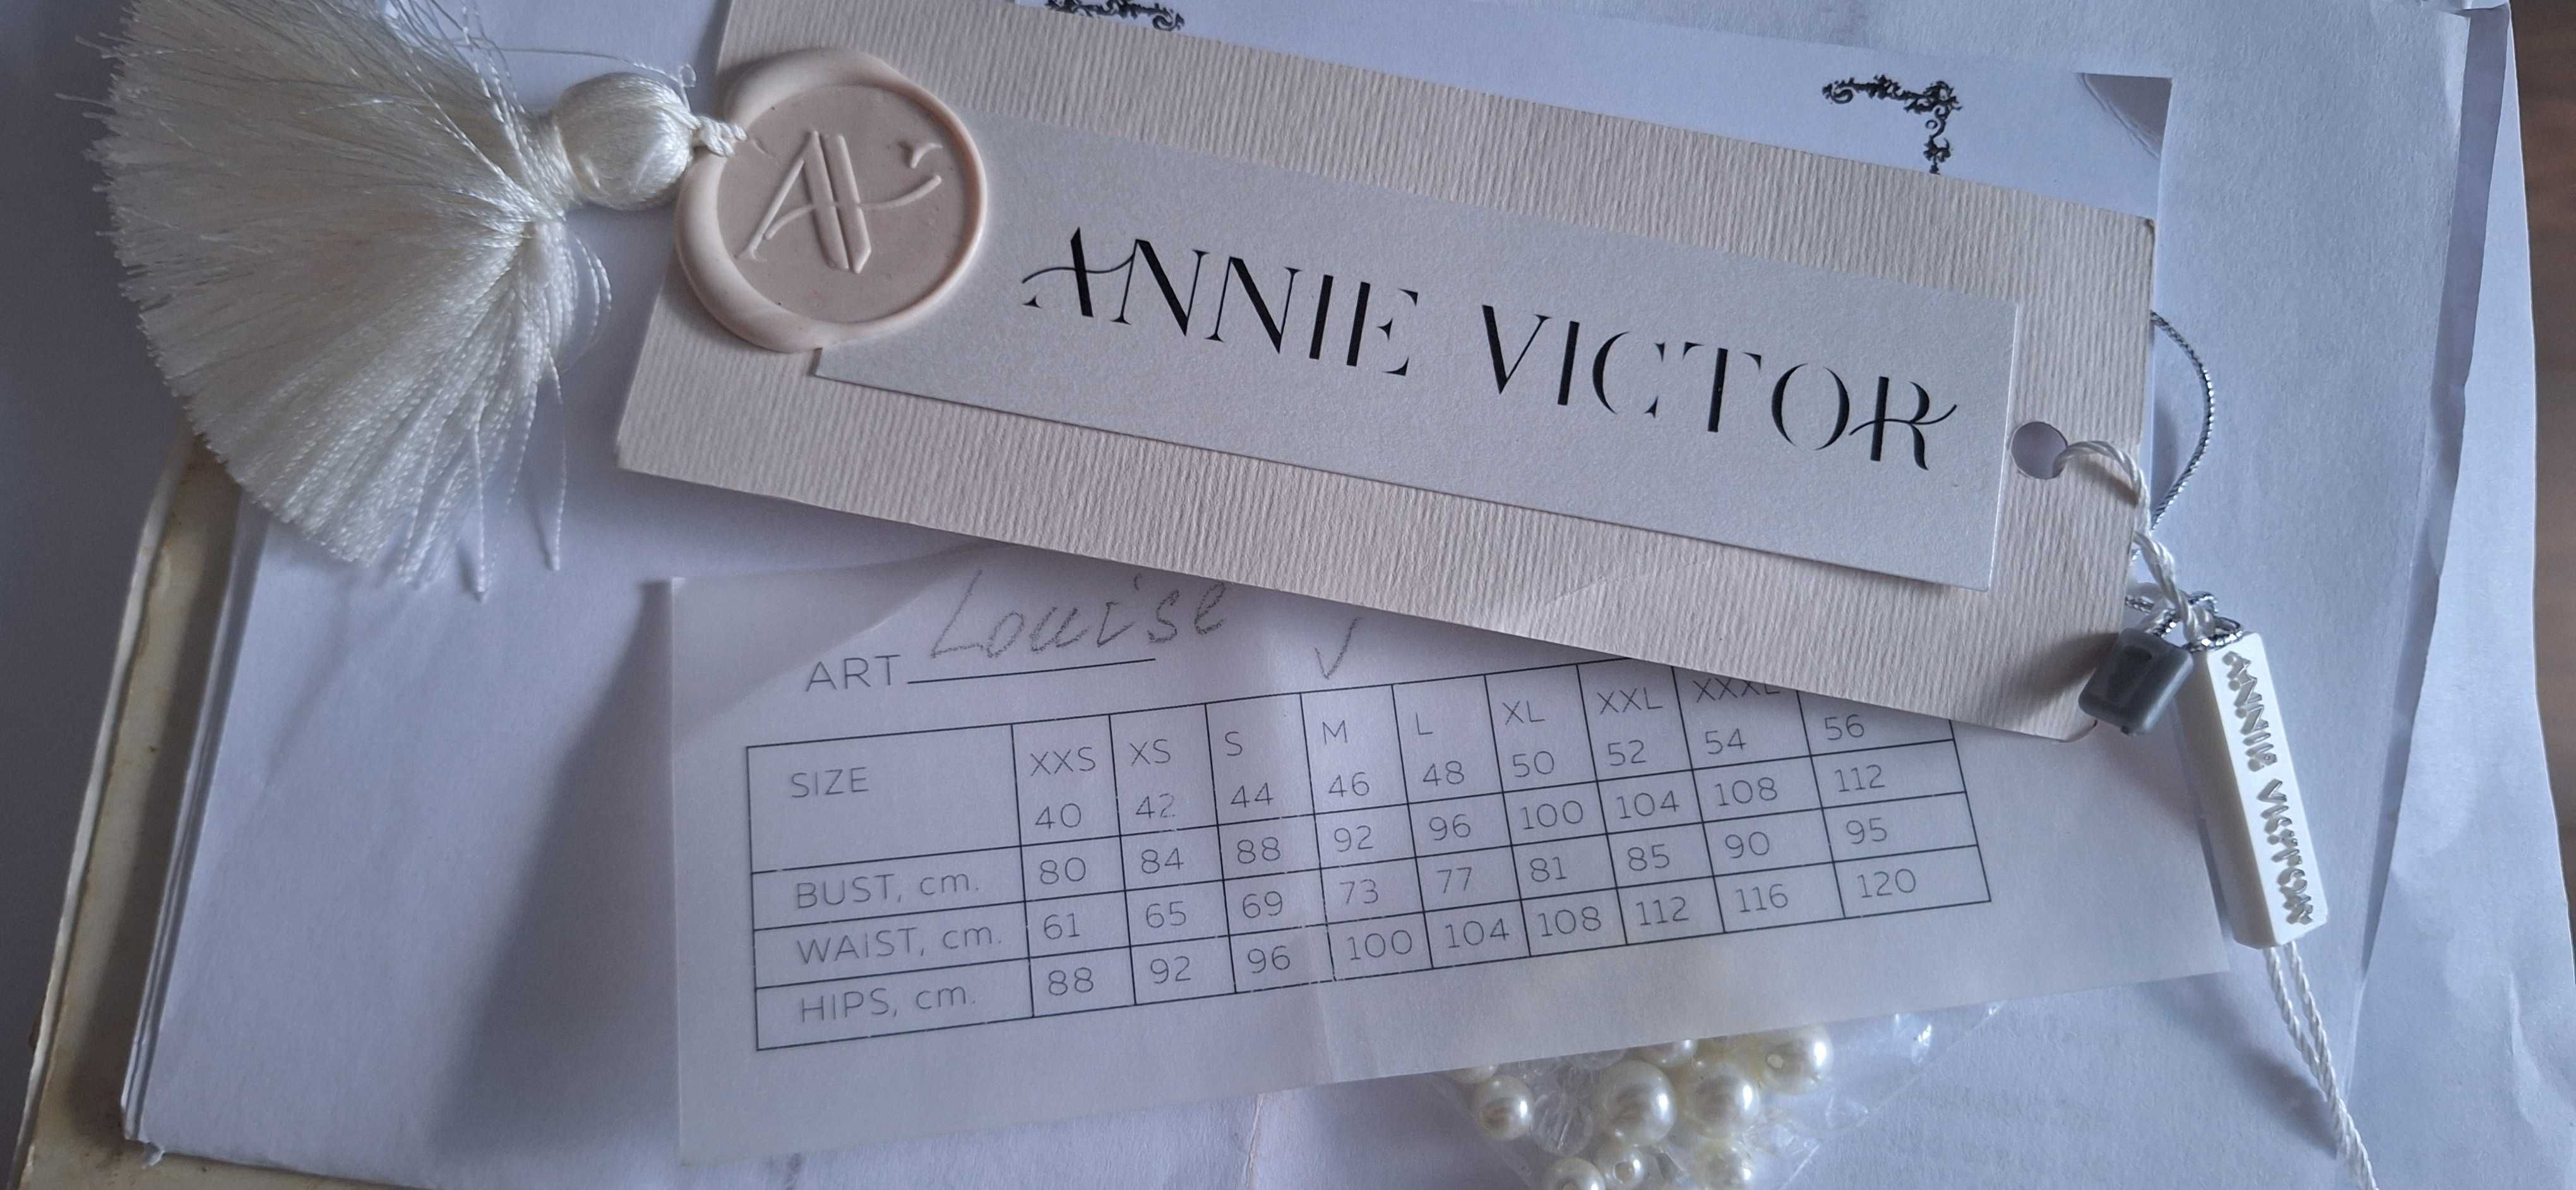 AV
ANNIE VICTOR
ANNIE VICTOR
ART Louise
✓
SIZE XXS XS S M L XL XXL XXXL
40 42 44 46 48 50 52 54 56
BUST, cm. 80 84 88 92 96 100 104 108 112
WAIST, cm. 61 65 69 73 77 81 85 90 95
HIPS, cm. 88 92 96 100 104 108 112 116 120